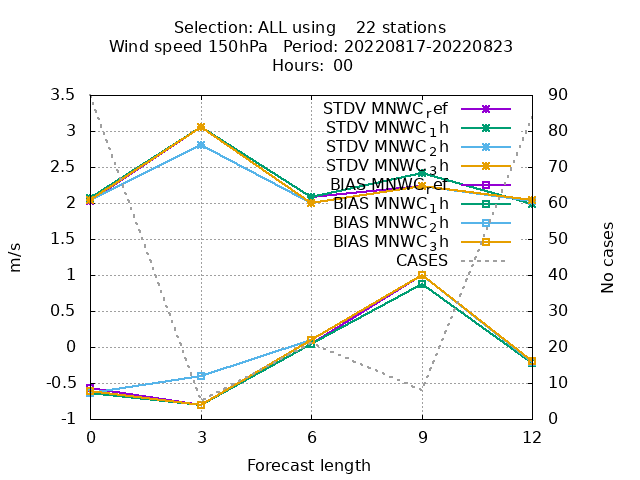 Selection: ALL using    22 stations
Wind speed 150hPa   Period: 20220817-20220823
Hours:  00
3.5
3
2.5
2
1.5
1
0.5
0
-0.5
-1
m/s
STDV MNWC_ref
STDV MNWC_1h
STDV MNWC_2h
STDV MNWC_3h
BIAS MNWC_ref
BIAS MNWC_1h
BIAS MNWC_2h
BIAS MNWC_3h
CASES
90
80
70
60
50
40
30
20
10
0
No cases
0 3 6 9 12
Forecast length